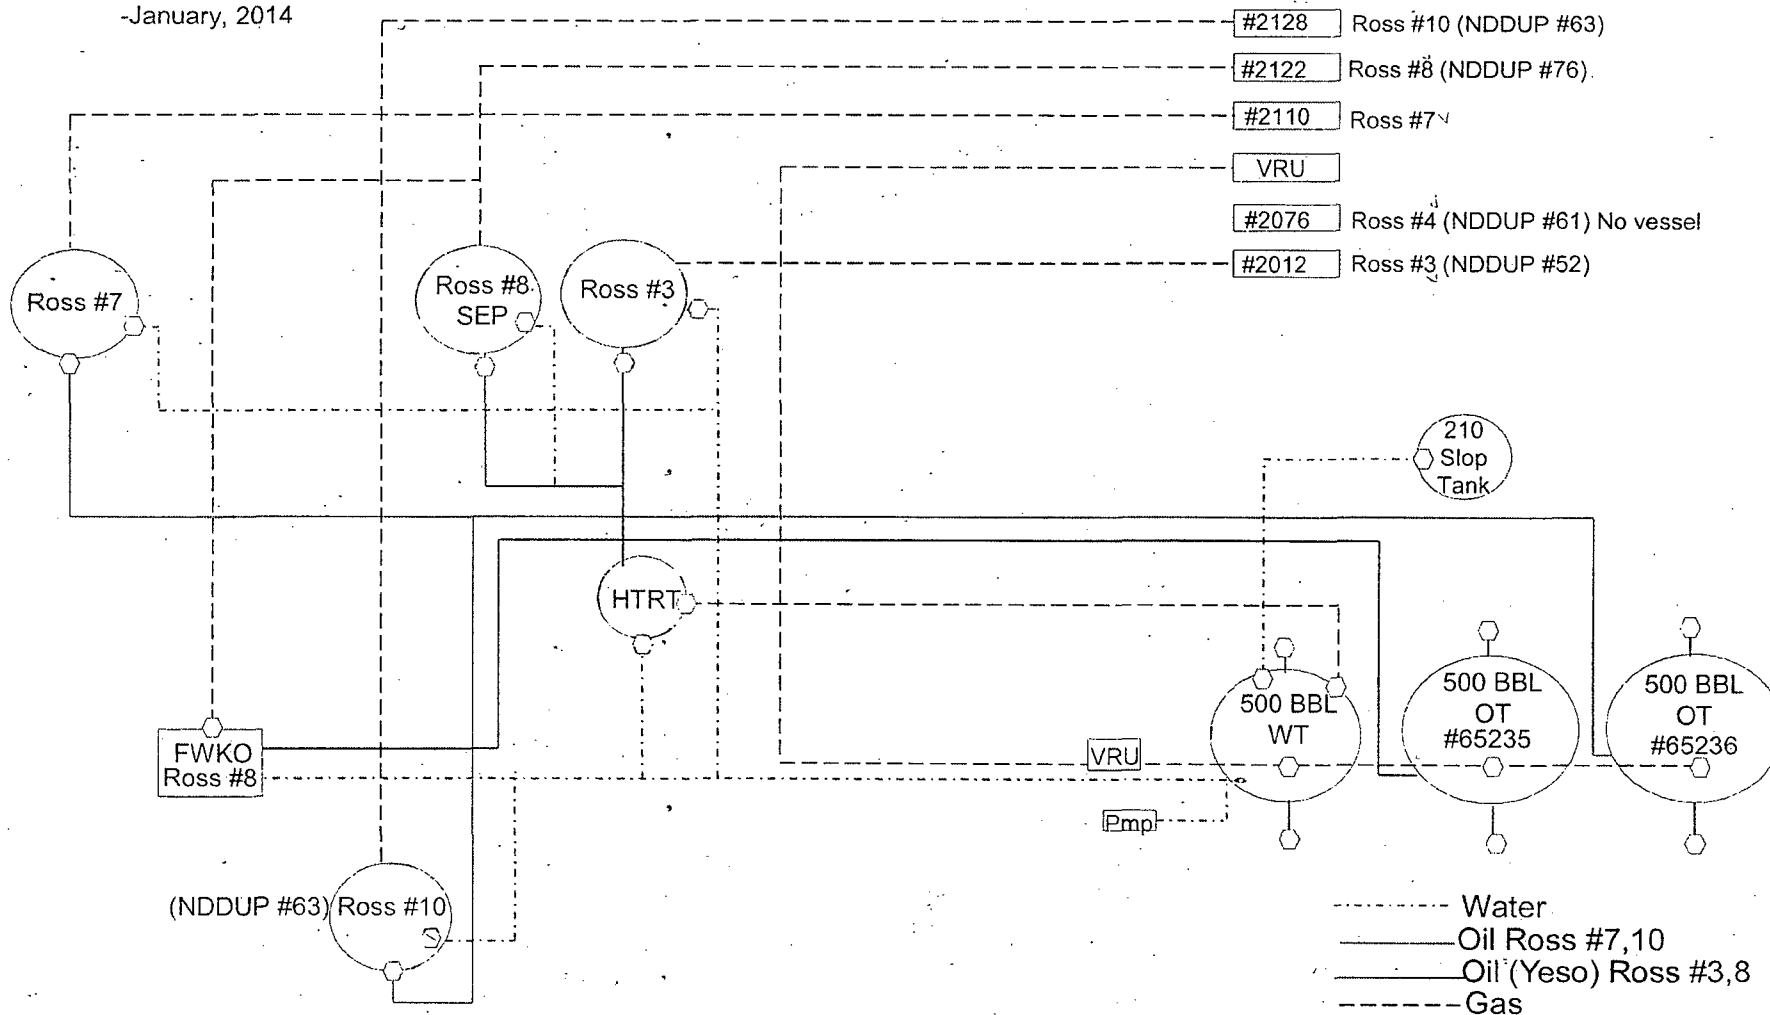 -January, 2014
#2128 Ross #10 (NDDUP #63)
#2122 Ross #8 (NDDUP #76)
#2110 Ross #7
VRU
#2076 Ross #4 (NDDUP #61) No vessel
#2012 Ross #3 (NDDUP #52)
Ross #7
Ross #8
SEP
Ross #3
210
Slop
Tank
HTRT
500 BBL
WT
500 BBL
OT
#65235
500 BBL
OT
#65236
VRU
Pmp
FWKO
Ross #8
(NDDUP #63) Ross #10
Water
Oil Ross #7,10
Oil (Yeso) Ross #3,8
Gas